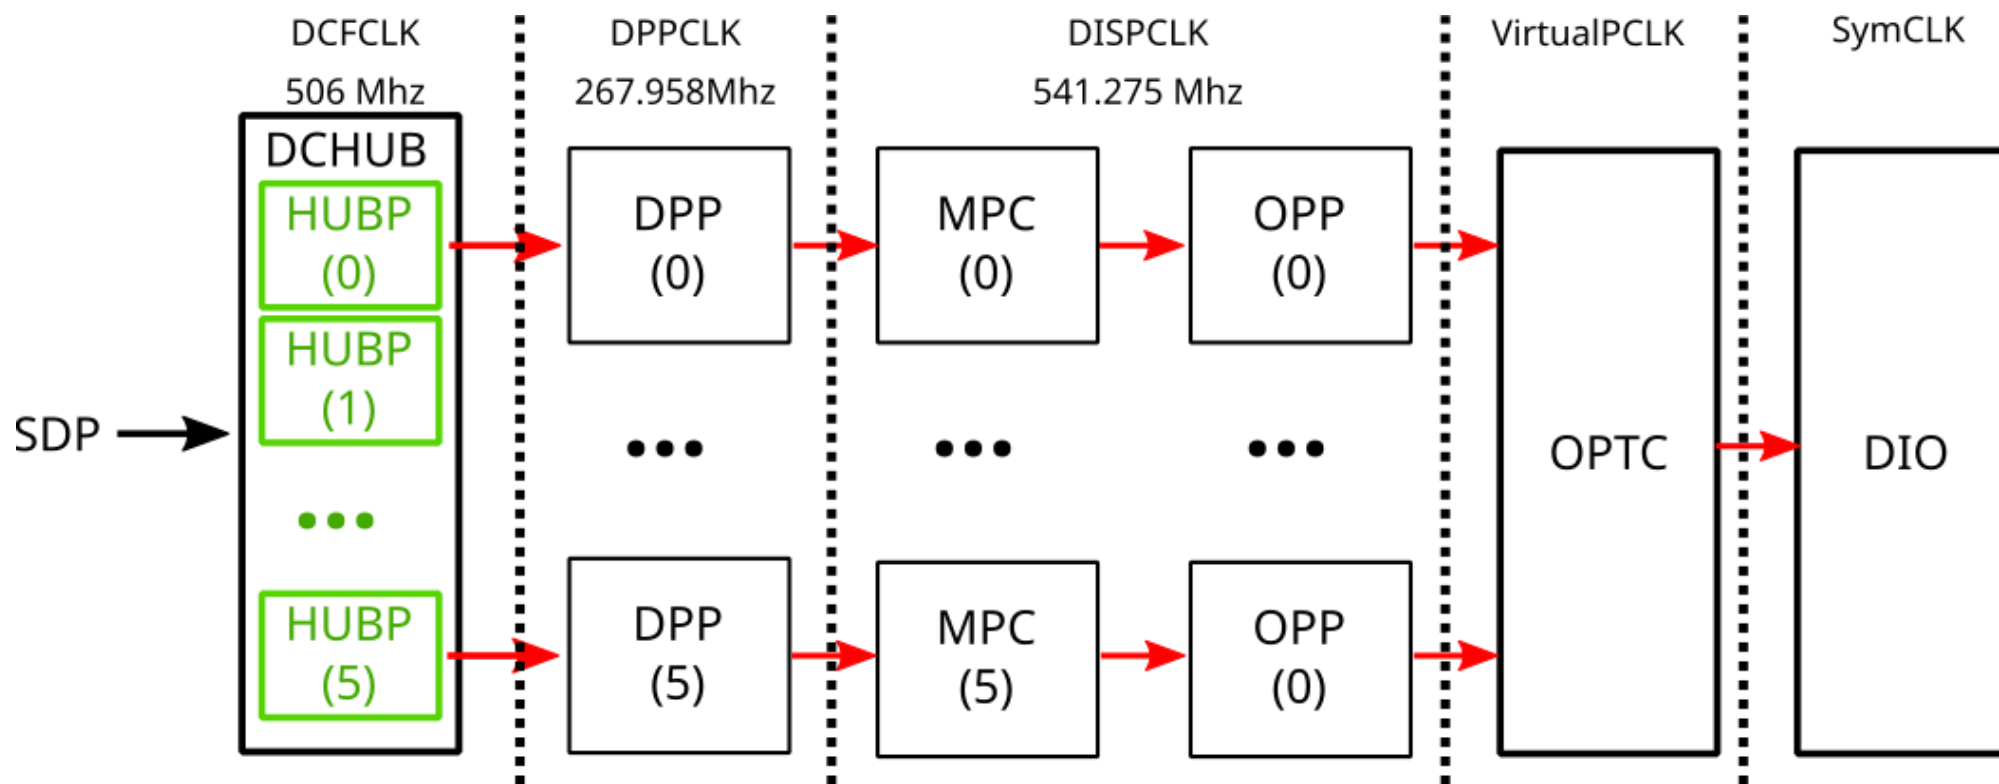 DCFCLK
506 Mhz
DPPCLK
267.958Mhz
DISPCLK
541.275 Mhz
VirtualPCLK
SymCLK
SDP
DCHUB
HUBP
(0)
HUBP
(1)
•••
HUBP
(5)
DPP
(0)
•••
DPP
(5)
MPC
(0)
•••
MPC
(5)
OPP
(0)
•••
OPP
(0)
OPTC
DIO